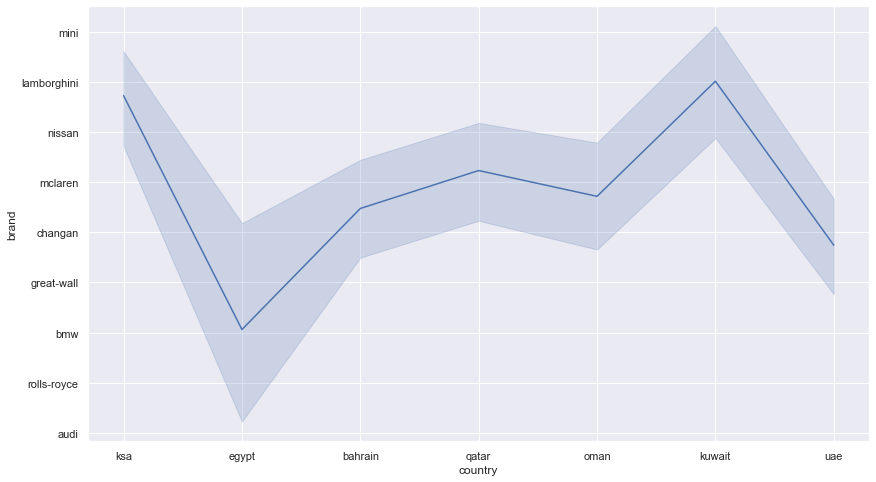 mini
lamborghini
nissan
mclaren
changan
great-wall
bmw
rolls-royce
audi
brand
ksa egypt bahrain qatar oman kuwait uae
country